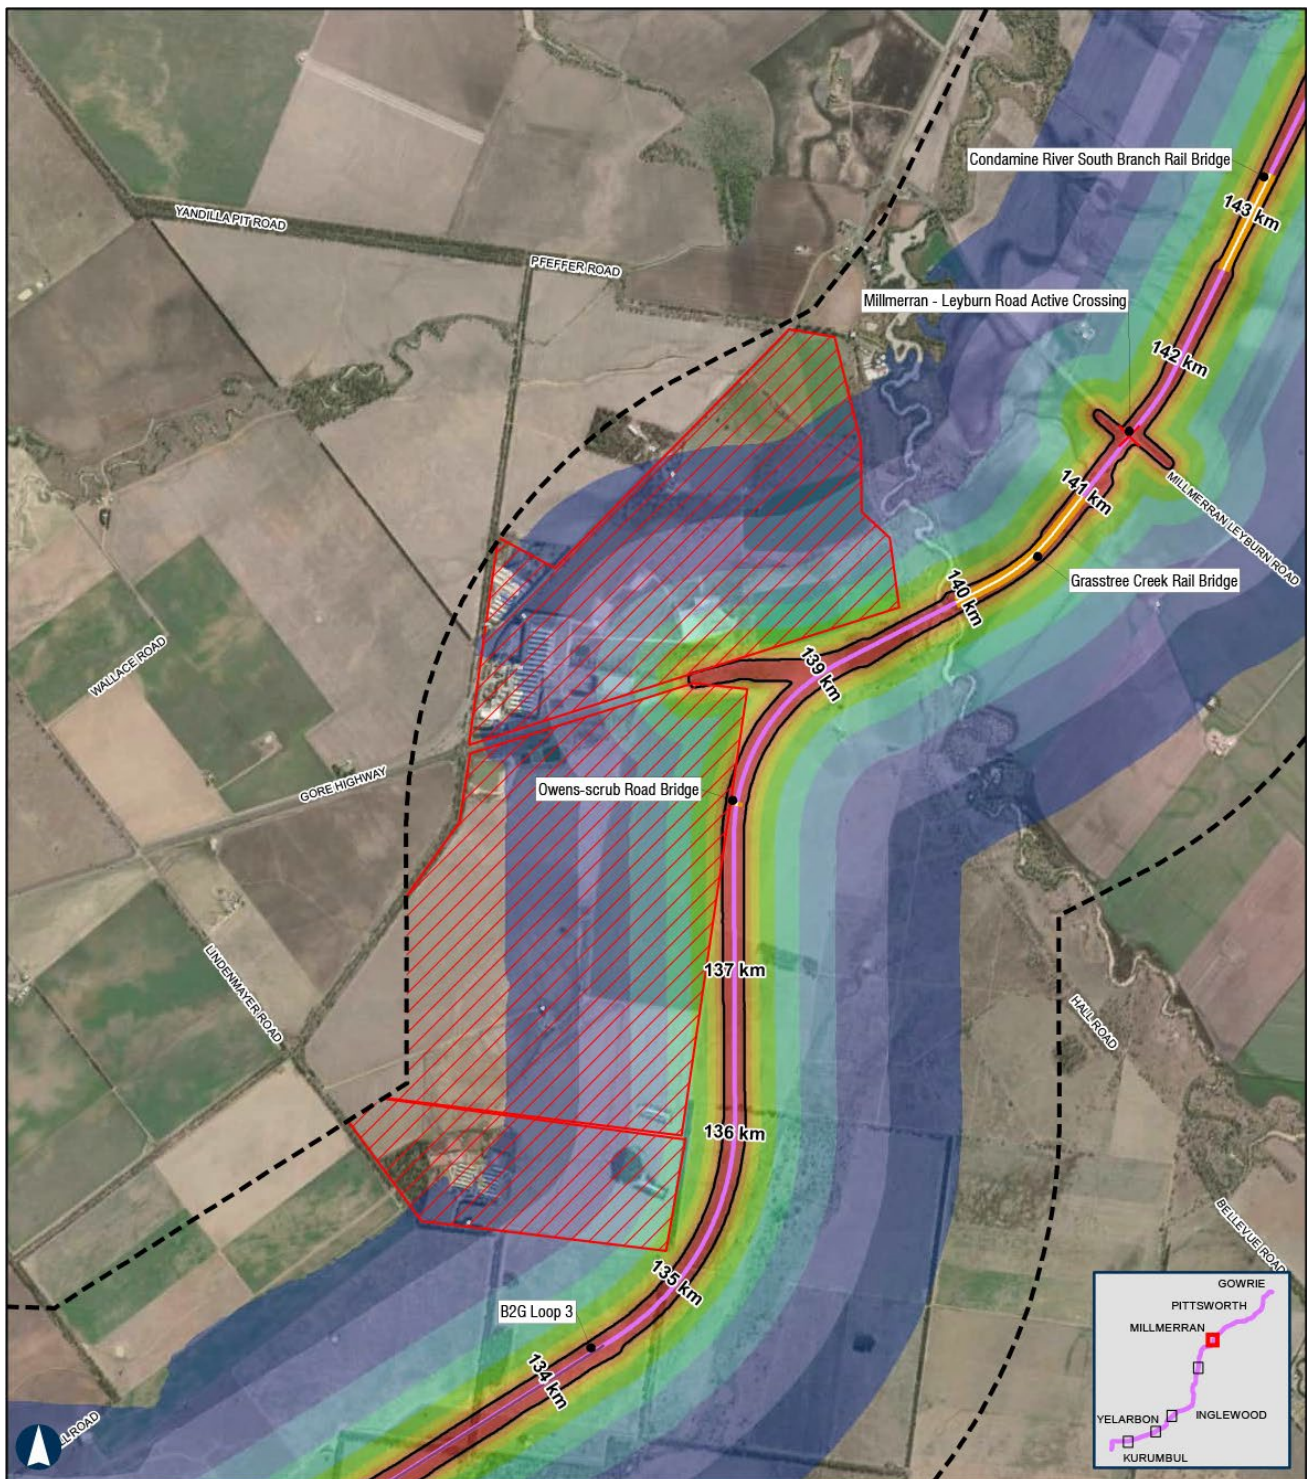 Condamine River South Branch Rail Bridge
143 km
YANDILLA PIT ROAD
PFEFFER ROAD
Millmerran - Leyburn Road Active Crossing
142 km
141 km
MILLMERRAN LEYBURN ROAD
140 km
Grasstree Creek Rail Bridge
WALLACE ROAD
139 km
GORE HIGHWAY
Owens-scrub Road Bridge
LINDENMAYER ROAD
137 km
HALL ROAD
136 km
BELLEVUE ROAD
135 km
B2G Loop 3
134 km
LL ROAD
GOWRIE
PITTSWORTH
MILLMERRAN
YELARBON
INGLEWOOD
KURUMBUL